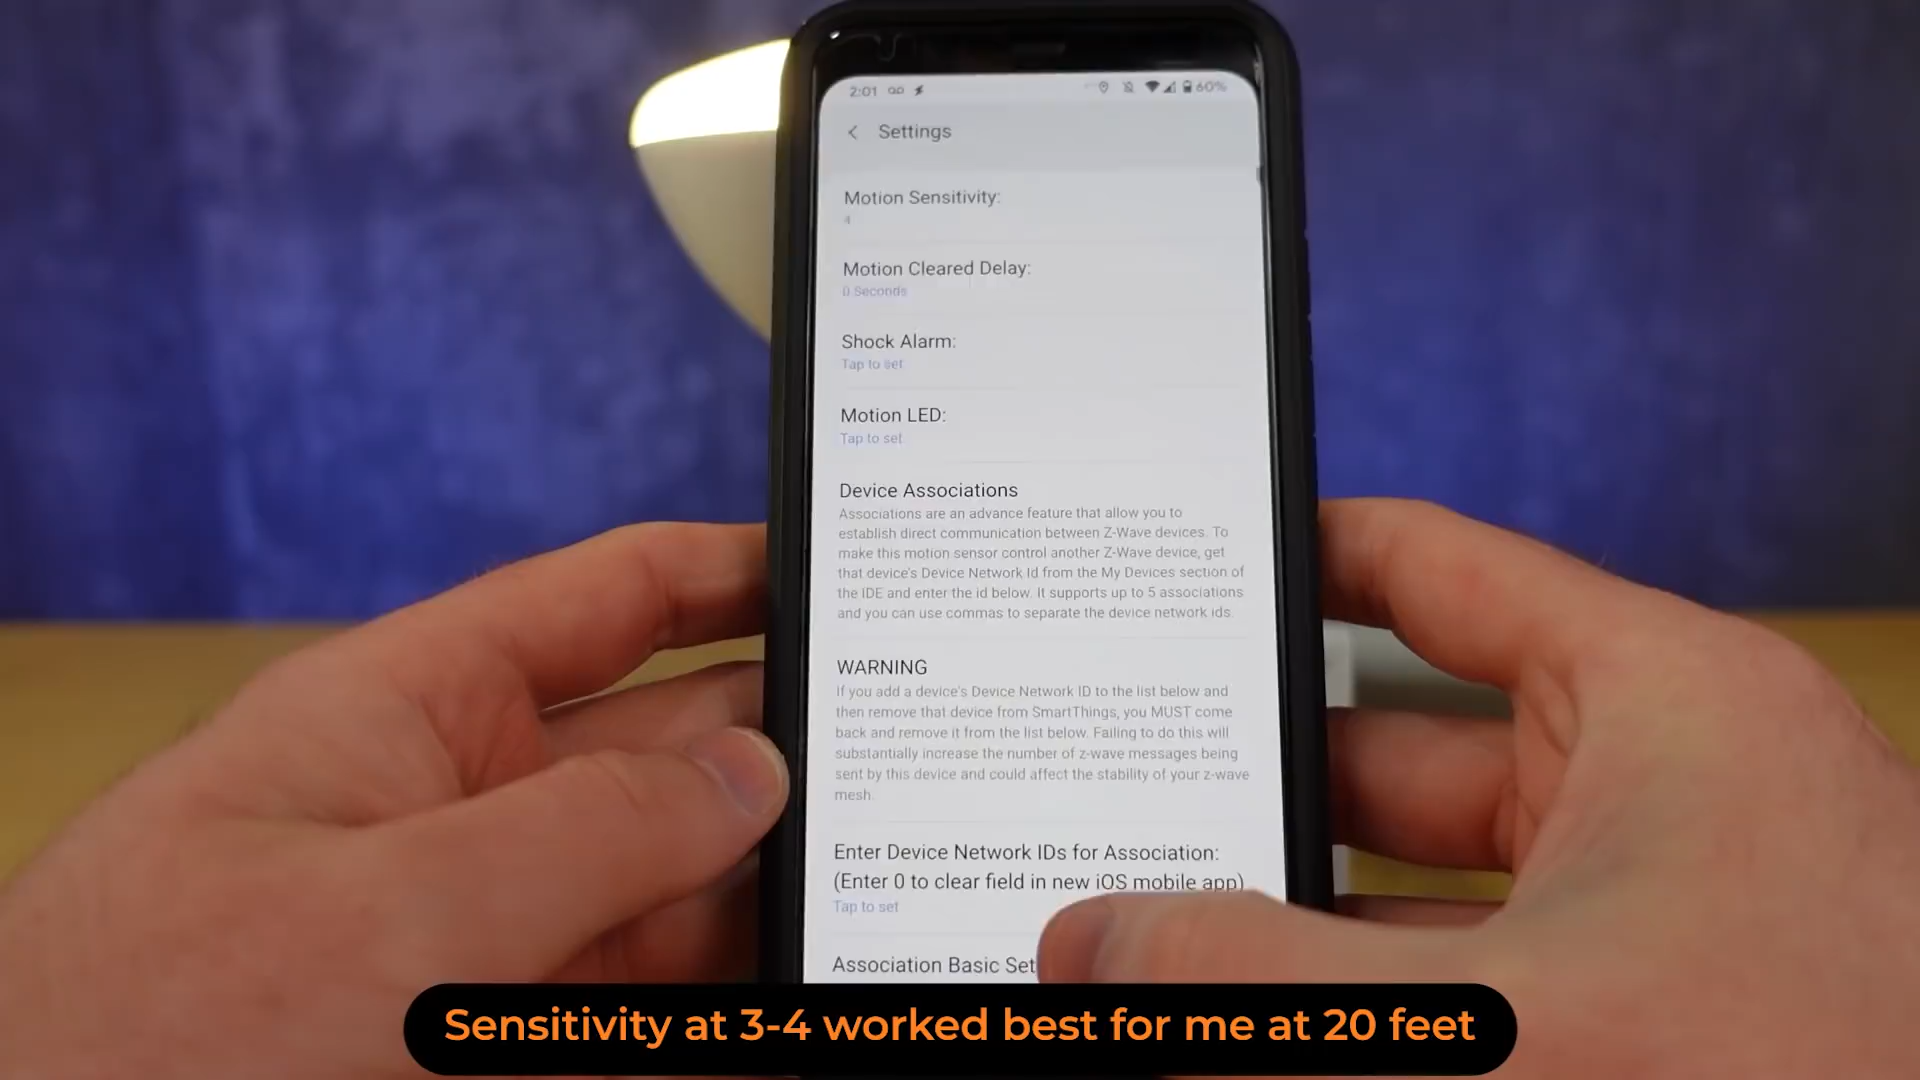 2:01
60%
Settings
Motion Sensitivity:
4
Motion Cleared Delay:
0 Seconds
Shock Alarm:
Tap to set
Motion LED:
Tap to set
Device Associations
Associations are an advance feature that allow you to
establish direct communication between Z-Wave devices. To
make this motion sensor control another Z-Wave device, get
that device's Device Network Id from the My Devices section of
the IDE and enter the id below. It supports up to 5 associations
and you can use commas to separate the device network ids.
WARNING
If you add a device's Device Network ID to the list below and
then remove that device from SmartThings, you MUST come
back and remove it from the list below. Failing to do this will
substantially increase the number of z-wave messages being
sent by this device and could affect the stability of your z-wave
mesh.
Enter Device Network IDs for Association:
(Enter 0 to clear field in new iOS mobile app)
Tap to set
Association Basic Set
Sensitivity at 3-4 worked best for me at 20 feet